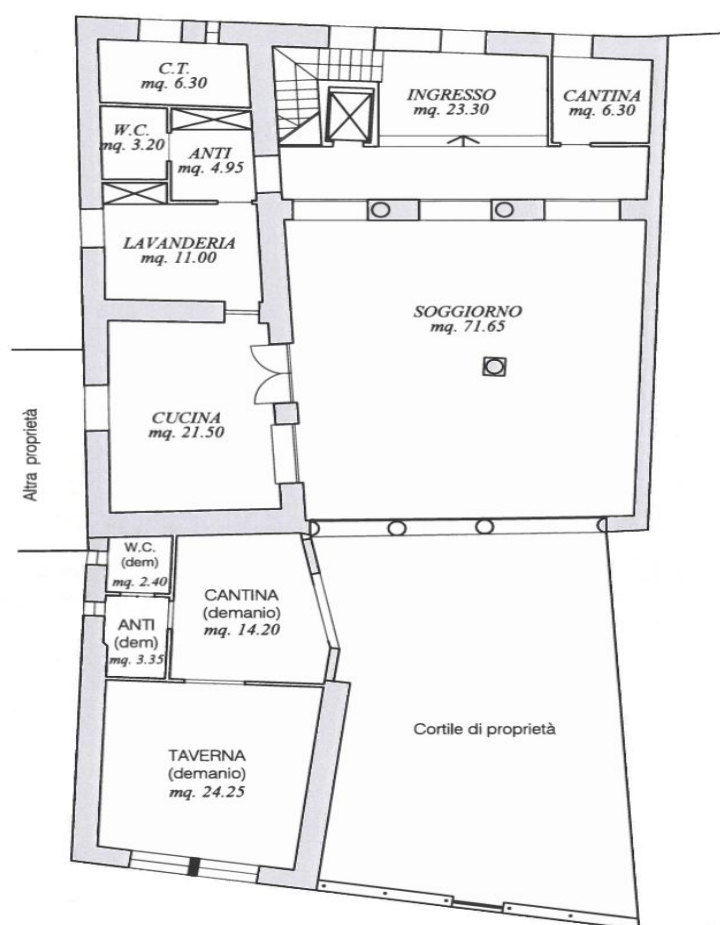 C.T.
mq. 6.30
INGRESSO
mq. 23.30
CANTINA
mq. 6.30
W.C.
mq. 3.20
ANTI
mq. 4.95
LAVANDERIA
mq. 11.00
SOGGIORNO
mq. 71.65
CUCINA
mq. 21.50
Altra proprietà
W.C.
(dem)
mq. 2.40
CANTINA
(demanio)
mq. 14.20
ANTI
(dem)
mq. 3.35
Cortile di proprietà
TAVERNA
(demanio)
mq. 24.25